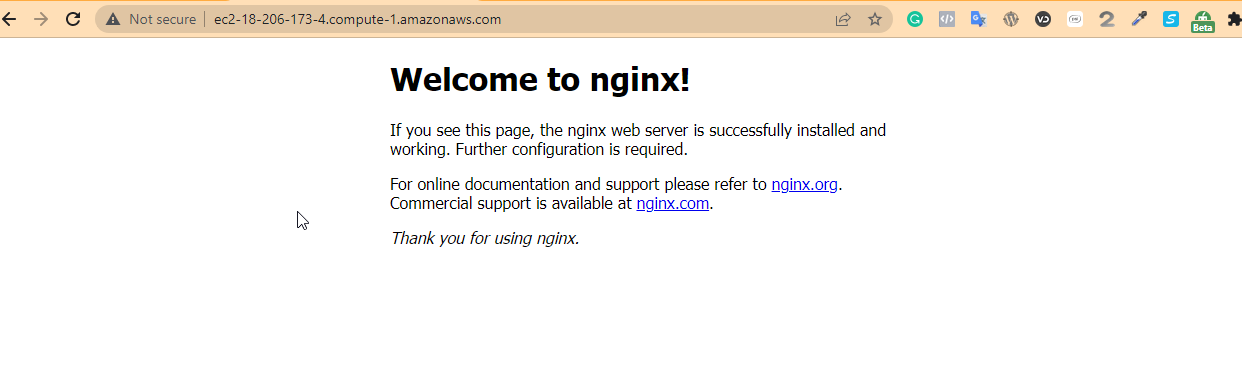 Not secure | ec2-18-206-173-4.compute-1.amazonaws.com
Beta
Welcome to nginx!
If you see this page, the nginx web server is successfully installed and
working. Further configuration is required.
For online documentation and support please refer to nginx.org.
Commercial support is available at nginx.com.
Thank you for using nginx.